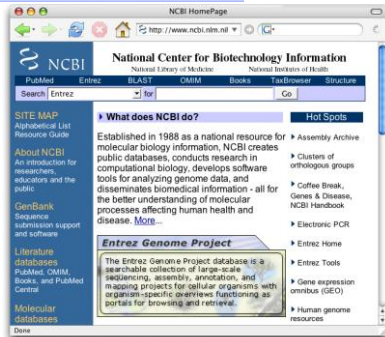 NCBI HomePage
http://www.ncbi.nlm.nil
G
NCBI
National Center for Biotechnology Information
National Library of Medicine National Institutes of Health
PubMed Entrez BLAST OMIM Books TaxBrowser Structure
Search Entrez for Go
SITE MAP
Alphabetical List
Resource Guide
About NCBI
An introduction for
researchers,
educators and the
public
GenBank
Sequence
submission support
and software
Literature
databases
PubMed, OMIM,
Books, and PubMed
Central
Molecular
databases
What does NCBI do?
Established in 1988 as a national resource for
molecular biology information, NCBI creates
public databases, conducts research in
computational biology, develops software
tools for analyzing genome data, and
disseminates biomedical information - all for
the better understanding of molecular
processes affecting human health and
disease. More...
Entrez Genome Project
The Entrez Genome Project database is a
searchable collection of large-scale
sequencing, assembly, annotation, and
mapping projects for cellular organisms with
organism-specific overviews functioning as
portals for browsing and retrieval.
Hot Spots
Assembly Archive
Clusters of
orthologous groups
Coffee Break,
Genes & Disease,
NCBI Handbook
Electronic PCR
Entrez Home
Entrez Tools
Gene expression
omnibus (GEO)
Human genome
resources
Done